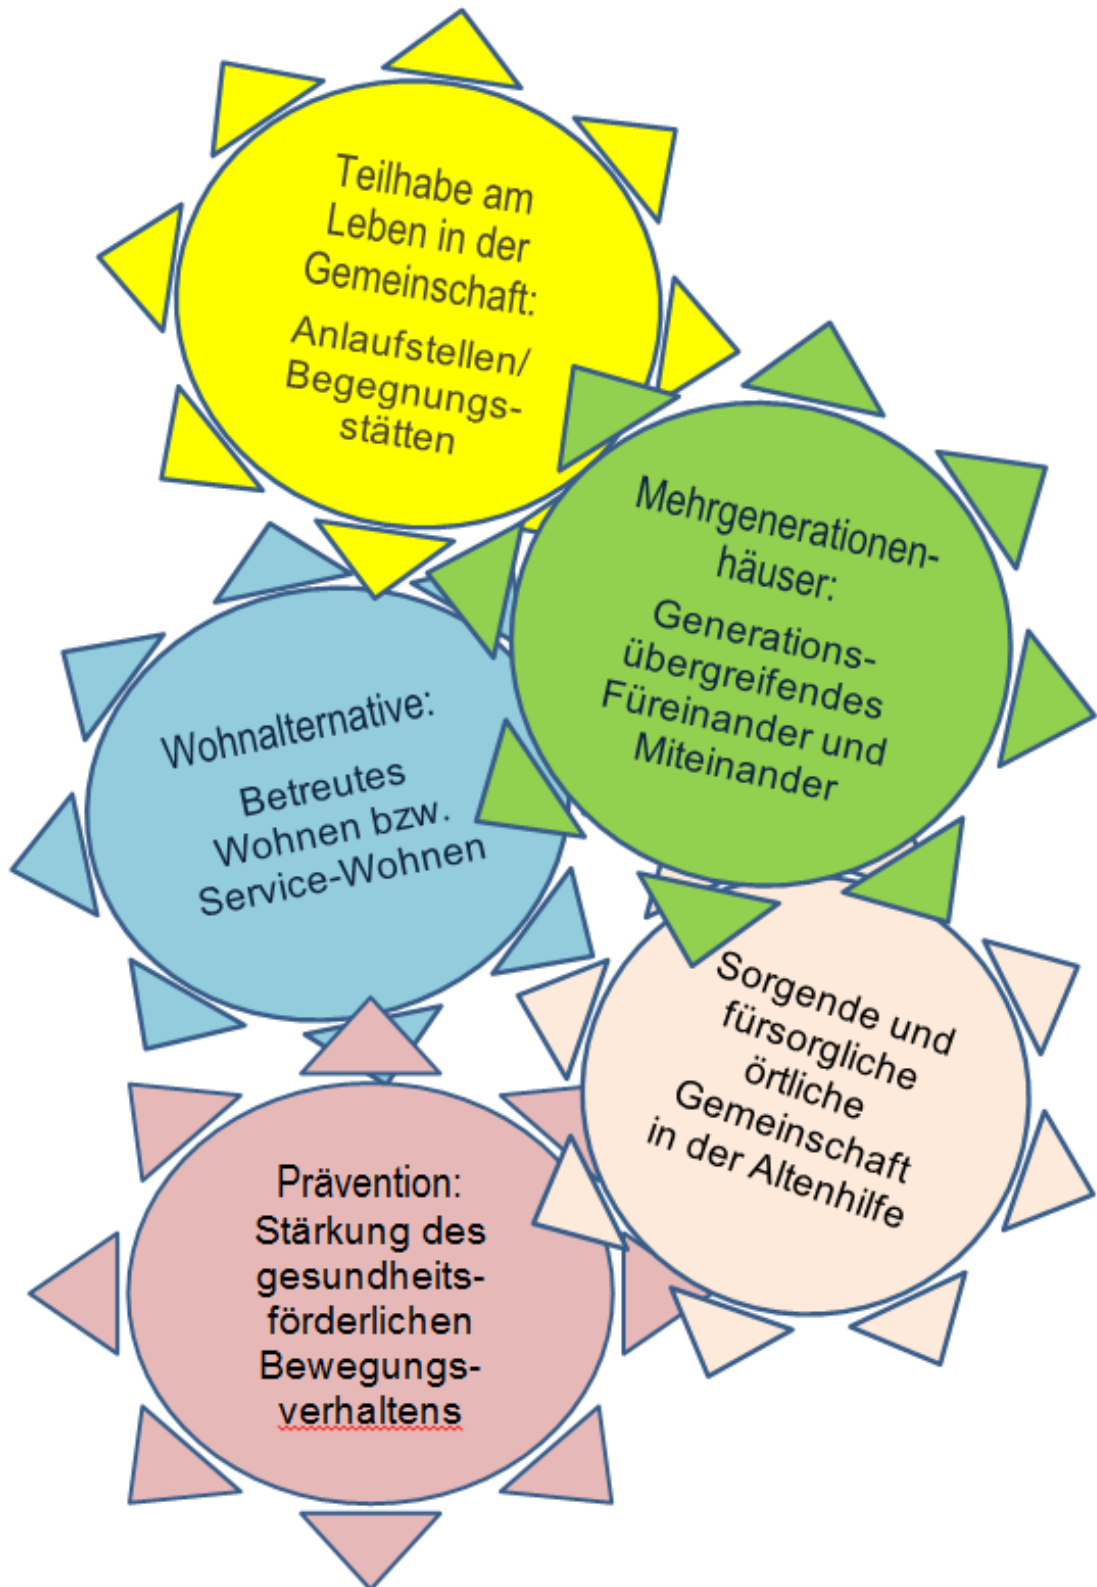 Teilhabe am
Leben in der
Gemeinschaft:
Anlaufstellen/
Begegnungs-
stätten
Mehrgenerationen-
häuser:
Generations-
übergreifendes
Füreinander und
Miteinander
Wohnalternative:
Betreutes
Wohnen bzw.
Service-Wohnen
Sorgende und
fürsorgliche
örtliche
Gemeinschaft
in der Altenhilfe
Prävention:
Stärkung des
gesundheits-
förderlichen
Bewegungs-
verhaltens